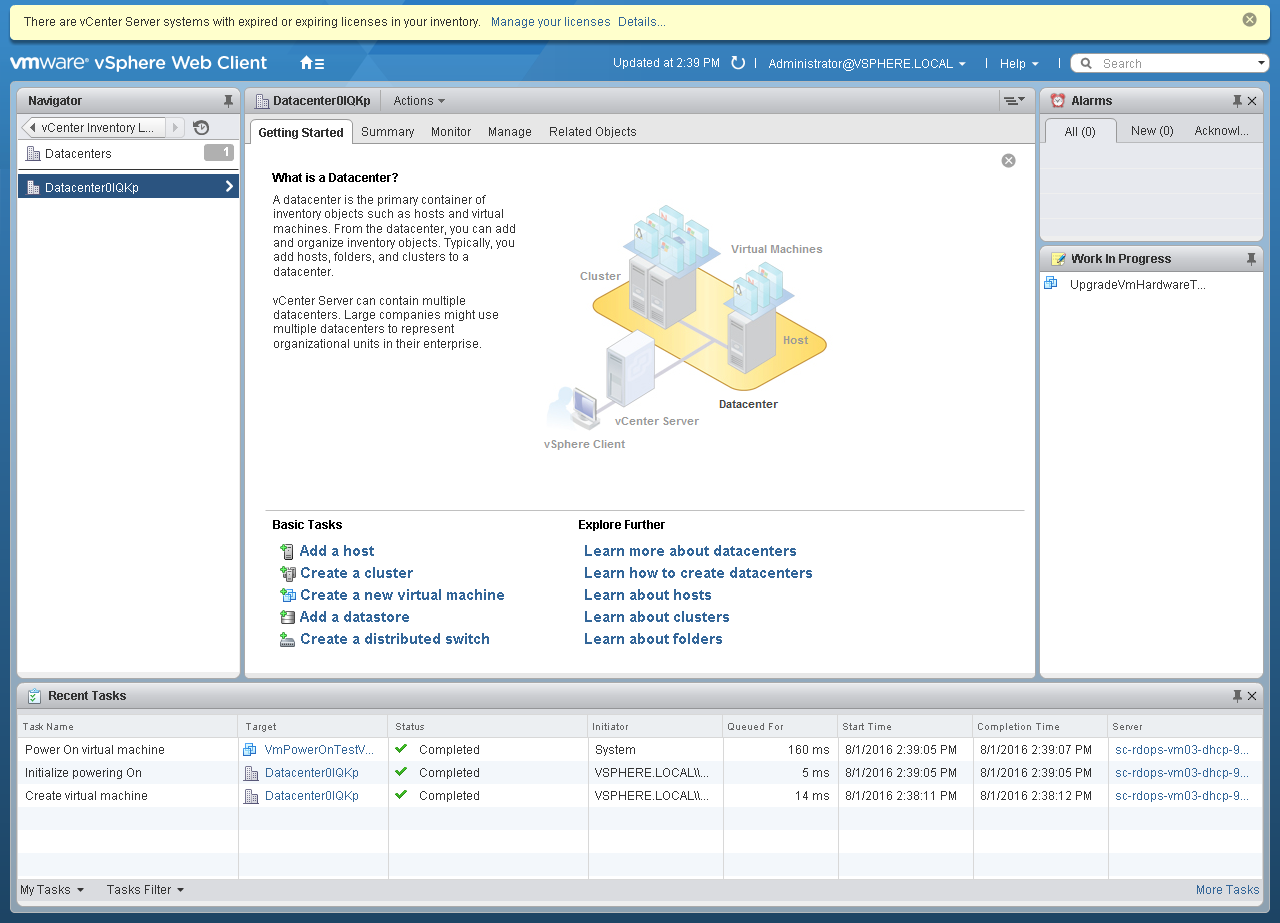 There are vCenter Server systems with expired or expiring licenses in your inventory. Manage your licenses Details...
vmware® vSphere Web Client
Updated at 2:39 PM
Administrator@VSPHERE.LOCAL
Help
Search
Navigator
vCenter Inventory L...
Datacenters 1
Datacenter0IQKp
Datacenter0IQKp
Actions
Getting Started Summary Monitor Manage Related Objects
What is a Datacenter?
A datacenter is the primary container of
inventory objects such as hosts and virtual
machines. From the datacenter, you can add
and organize inventory objects. Typically, you
add hosts, folders, and clusters to a
datacenter.
vCenter Server can contain multiple
datacenters. Large companies might use
multiple datacenters to represent
organizational units in their enterprise.
Virtual Machines
Cluster
Host
Datacenter
vCenter Server
vSphere Client
Basic Tasks
Add a host
Create a cluster
Create a new virtual machine
Add a datastore
Create a distributed switch
Explore Further
Learn more about datacenters
Learn how to create datacenters
Learn about hosts
Learn about clusters
Learn about folders
Alarms
All (0) New (0) Acknowl...
Work In Progress
UpgradeVmHardwareT...
Recent Tasks
Task Name Target Status Initiator Queued For Start Time Completion Time Server
Power On virtual machine VmPowerOnTestV... Completed System 160 ms 8/1/2016 2:39:05 PM 8/1/2016 2:39:07 PM sc-rdops-vm03-dhcp-9...
Initialize powering On Datacenter0IQKp Completed VSPHERE.LOCAL\\... 5 ms 8/1/2016 2:39:05 PM 8/1/2016 2:39:05 PM sc-rdops-vm03-dhcp-9...
Create virtual machine Datacenter0IQKp Completed VSPHERE.LOCAL\\... 14 ms 8/1/2016 2:38:11 PM 8/1/2016 2:38:12 PM sc-rdops-vm03-dhcp-9...
My Tasks Tasks Filter More Tasks